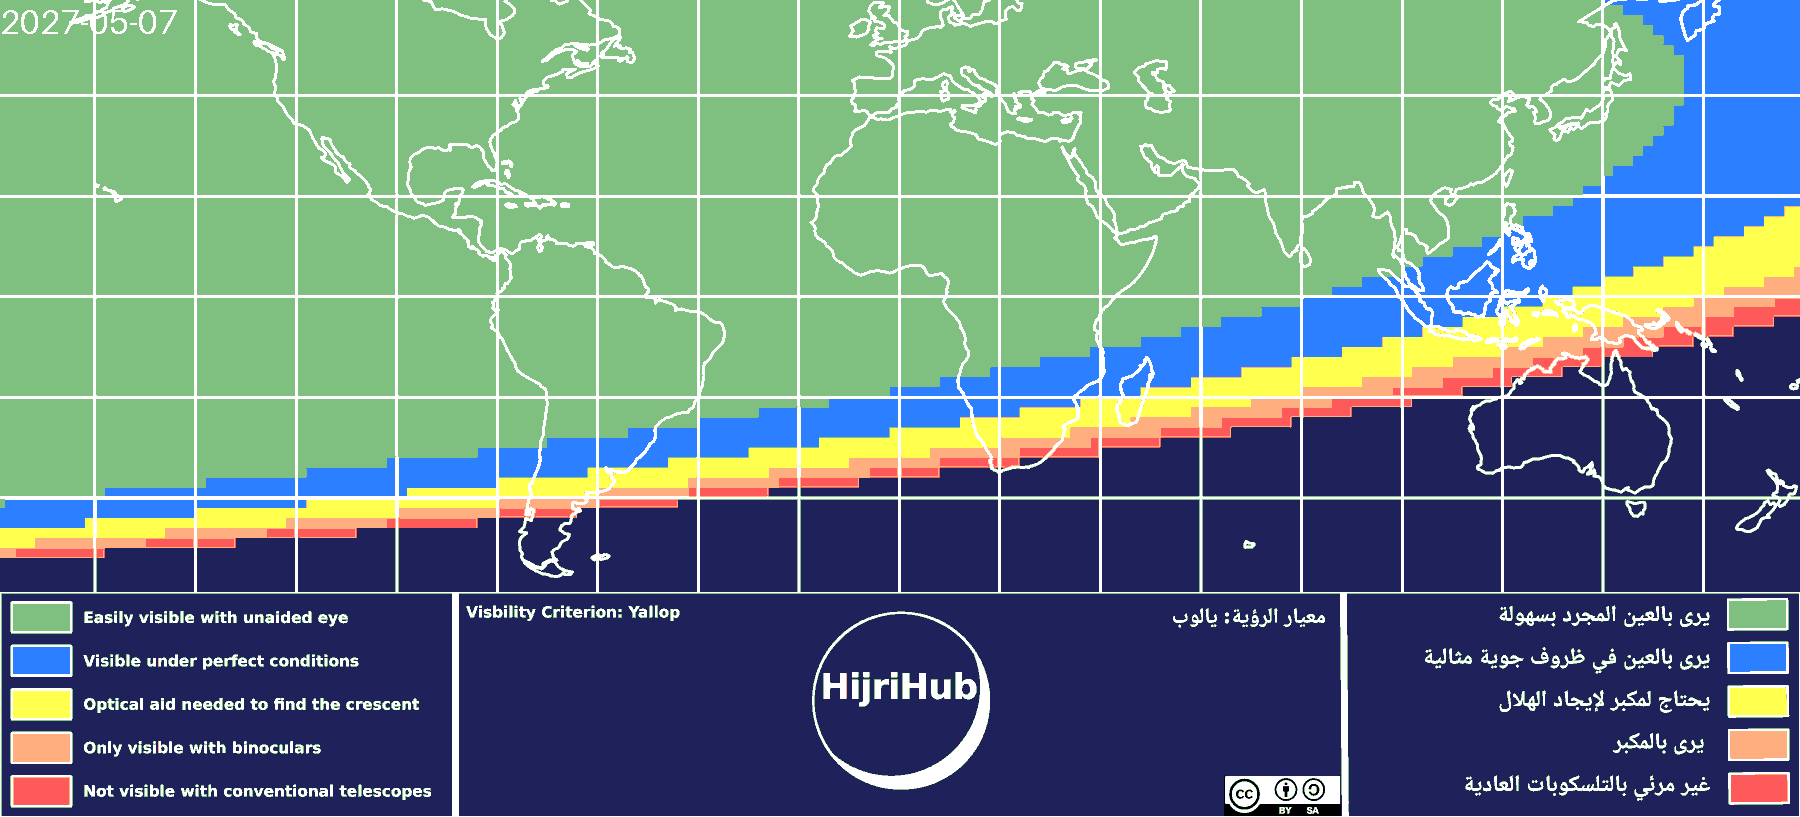 2027-05-07
Easily visible with unaided eye
Visible under perfect conditions
Optical aid needed to find the crescent
Only visible with binoculars
Not visible with conventional telescopes
Visbility Criterion: Yallop
معيار الرؤية: يالوب
HijriHub
cc
BY SA
يرى بالعين المجرد بسهولة
يرى بالعين في ظروف جوية مثالية
يحتاج لمكبر لإيجاد الهلال
يرى بالمكبر
غير مرئي بالتلسكوبات العادية